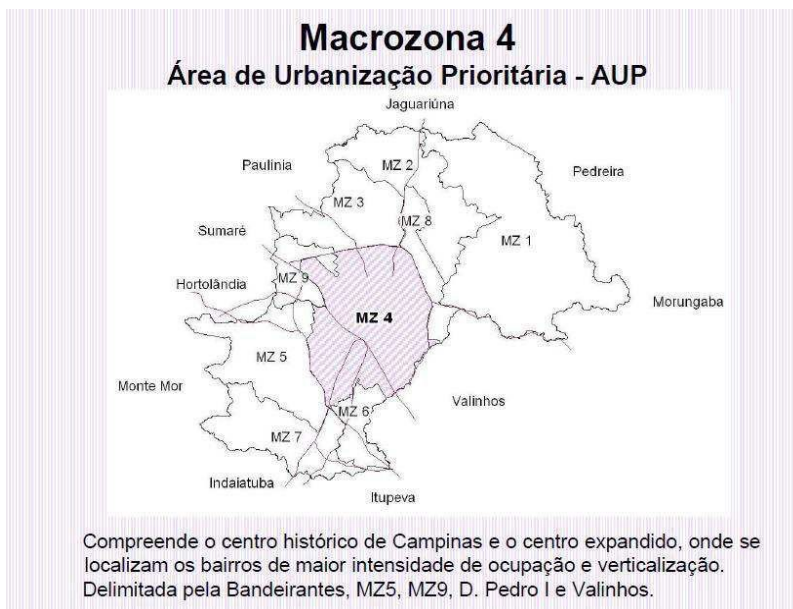 Macrozona 4
Área de Urbanização Prioritária - AUP
Jaguariúna
Paulínia
MZ 2
Pedreira
MZ 3
MZ 8
Sumaré
MZ 1
MZ 9
Hortolândia
Morungaba
MZ 4
MZ 5
Monte Mor
Valinhos
MZ 6
MZ 7
Indaiatuba
Itupeva
Compreende o centro histórico de Campinas e o centro expandido, onde se
localizam os bairros de maior intensidade de ocupação e verticalização.
Delimitada pela Bandeirantes, MZ5, MZ9, D. Pedro I e Valinhos.